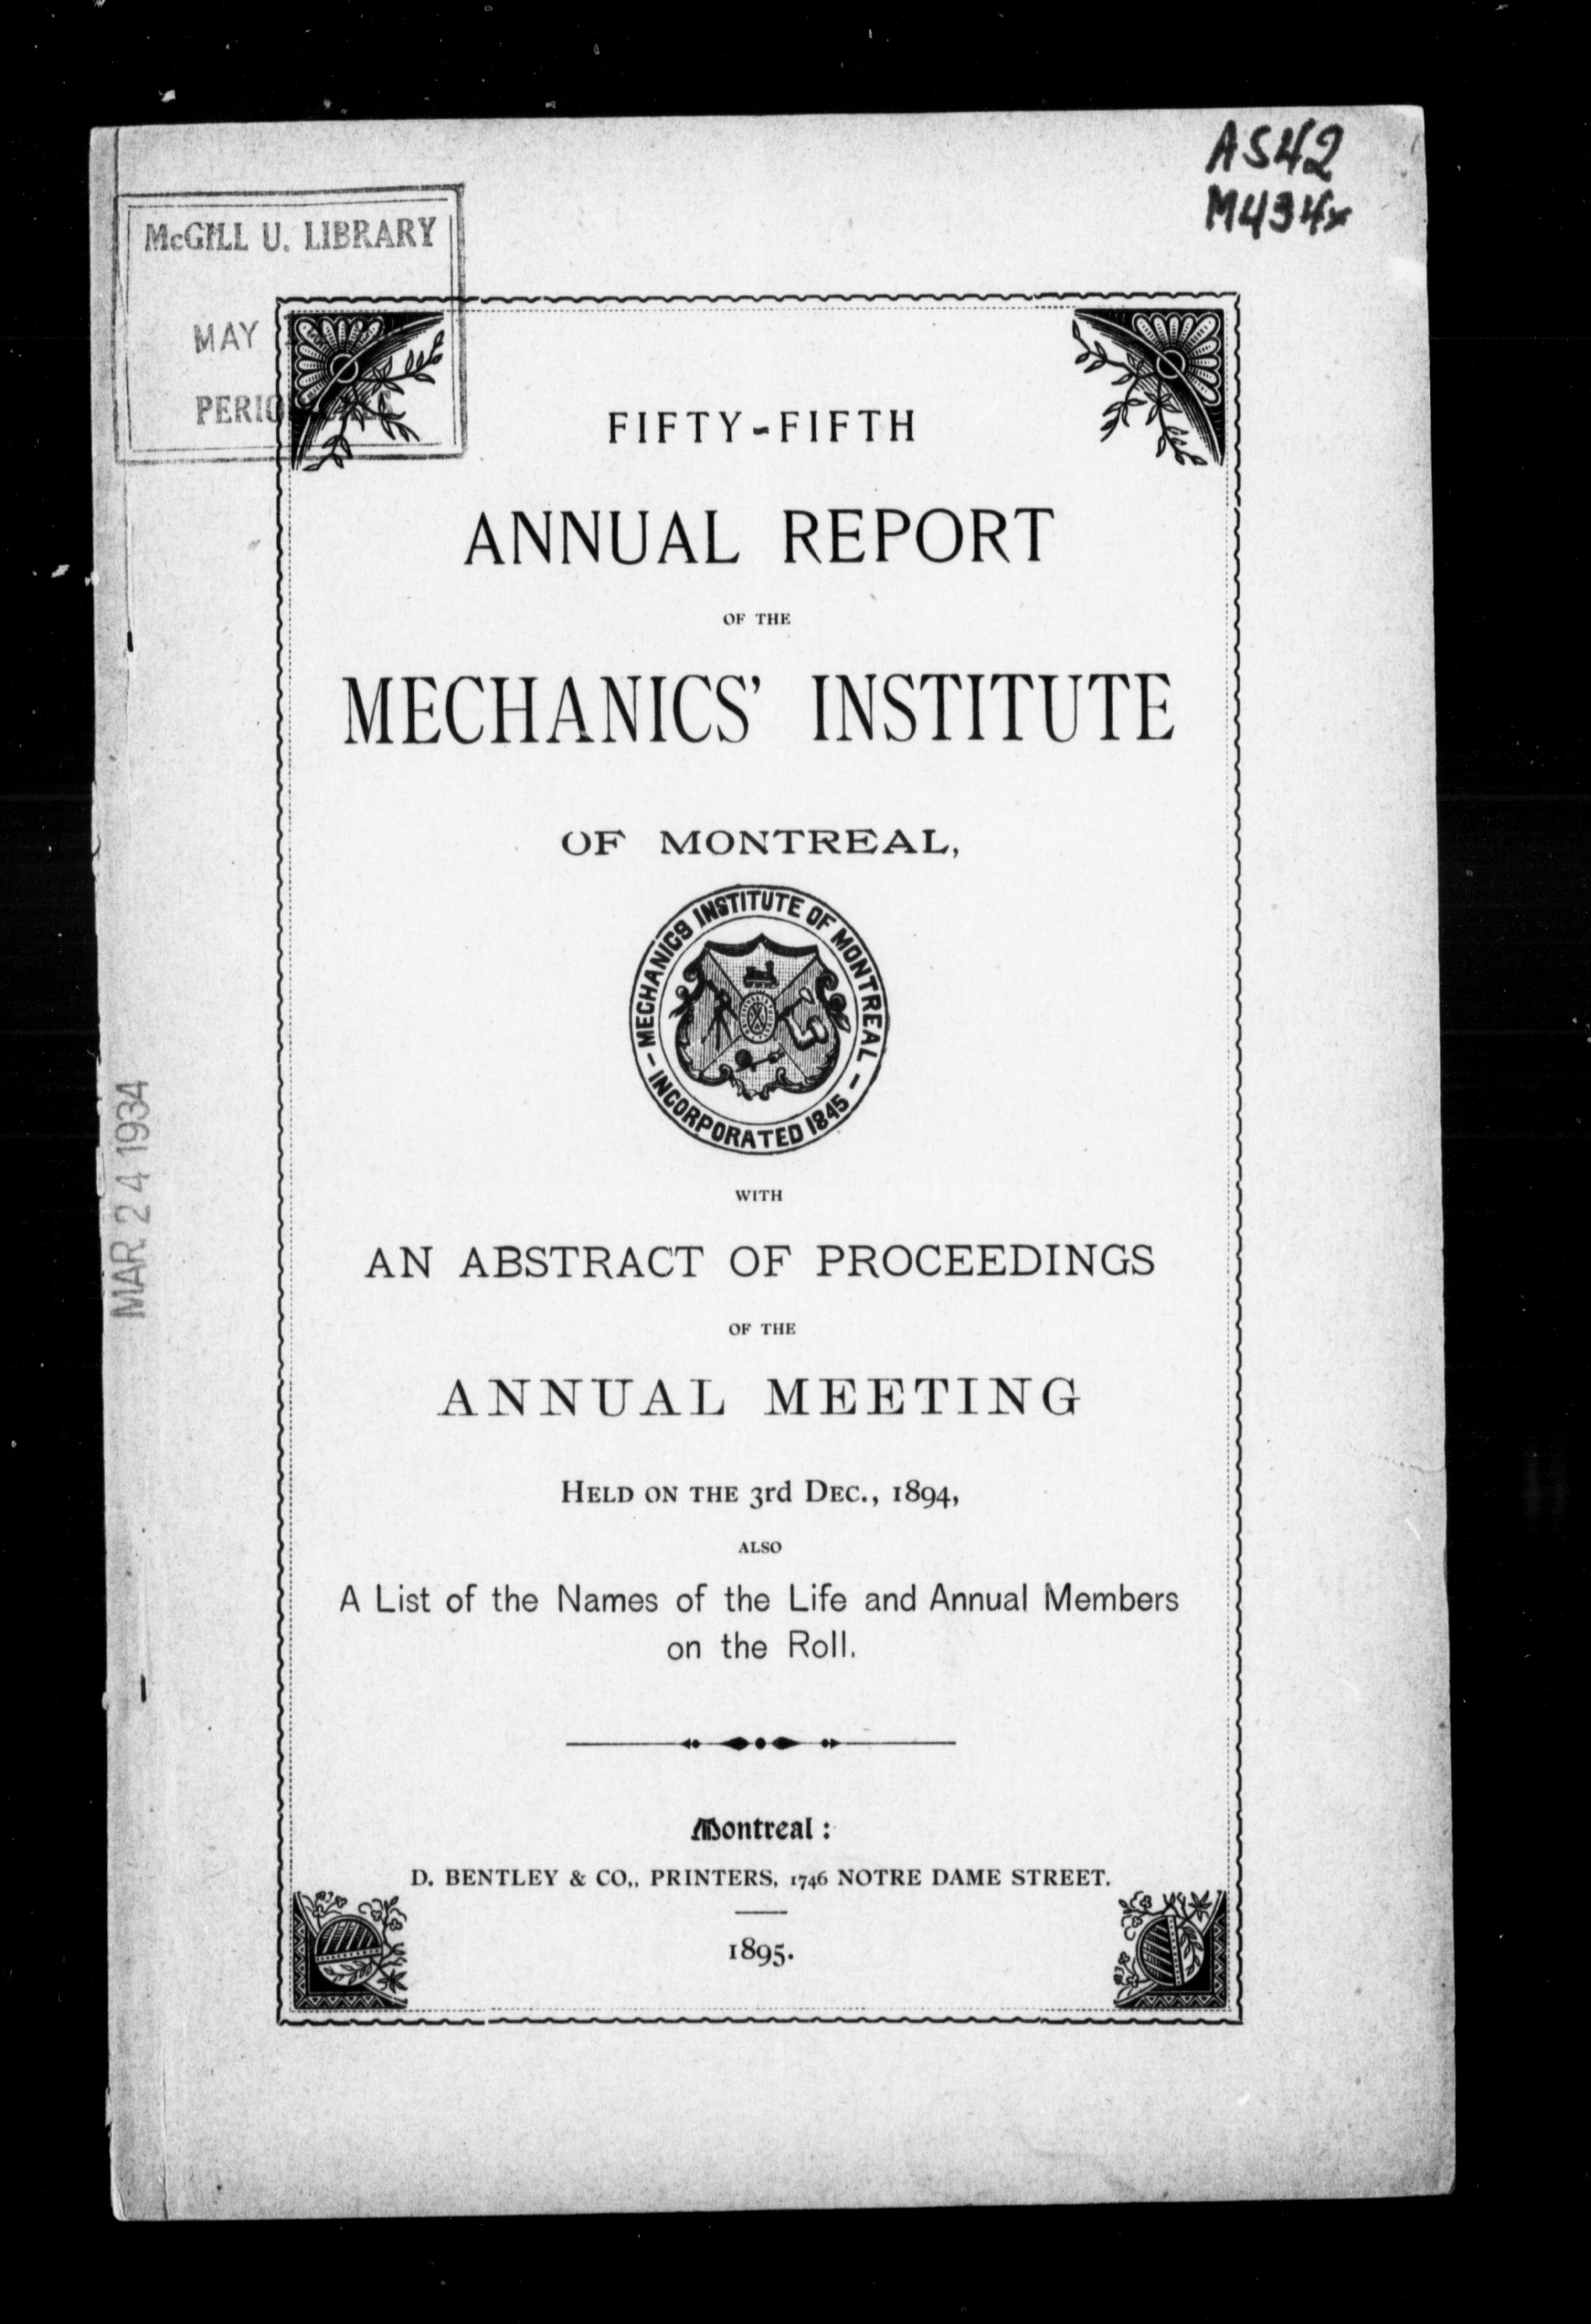 AS42
M494x
McGILL U. LIBRARY
MAY
FIFTY-FIFTH
ANNUAL REPORT
OF THE
MECHANICS' INSTITUTE
OF MONTREAL,
MECHANICS INSTITUTE OF MONTREAL
INCORPORATED 1845
WITH
AN ABSTRACT OF PROCEEDINGS
OF THE
ANNUAL MEETING
HELD ON THE 3rd DEC., 1894,
ALSO
A List of the Names of the Life and Annual Members
on the Roll.
Montreal :
D. BENTLEY & CO,, PRINTERS, 1746 NOTRE DAME STREET.
1895.
MAR 24 1934